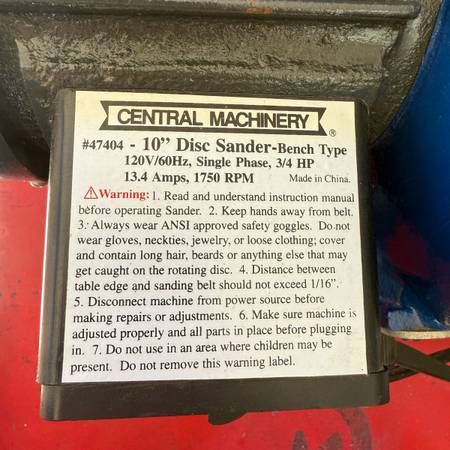 CENTRAL MACHINERY®
#47404 - 10” Disc Sander-Bench Type
120V/60Hz, Single Phase, 3/4 HP
13.4 Amps, 1750 RPM Made in China.
⚠Warning: 1. Read and understand instruction manual
before operating Sander. 2. Keep hands away from belt.
3. Always wear ANSI approved safety goggles. Do not
wear gloves, neckties, jewelry, or loose clothing; cover
and contain long hair, beards or anything else that may
get caught on the rotating disc. 4. Distance between
table edge and sanding belt should not exceed 1/16”.
5. Disconnect machine from power source before
making repairs or adjustments. 6. Make sure machine is
adjusted properly and all parts in place before plugging
in. 7. Do not use in an area where children may be
present. Do not remove this warning label.